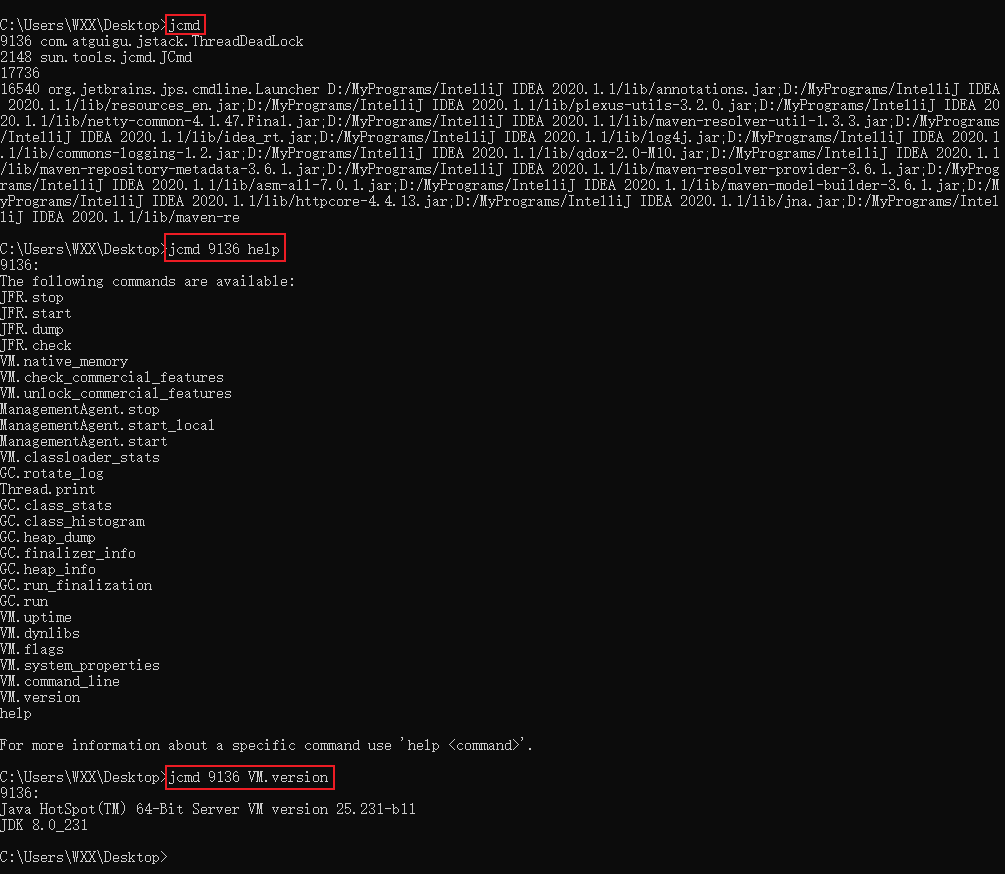 C:\Users\WXX\Desktop>jcmd
9136 com.atguigu.jstack.ThreadDeadLock
2148 sun.tools.jcmd.JCmd
17736
16540 org.jetbrains.jps.cmdline.Launcher D:/MyPrograms/IntelliJ IDEA 2020.1.1/lib/annotations.jar;D:/MyPrograms/IntelliJ IDEA
 2020.1.1/lib/resources_en.jar;D:/MyPrograms/IntelliJ IDEA 2020.1.1/lib/plexus-utils-3.2.0.jar;D:/MyPrograms/IntelliJ IDEA 20
20.1.1/lib/netty-common-4.1.47.Final.jar;D:/MyPrograms/IntelliJ IDEA 2020.1.1/lib/maven-resolver-util-1.3.3.jar;D:/MyPrograms
/IntelliJ IDEA 2020.1.1/lib/idea_rt.jar;D:/MyPrograms/IntelliJ IDEA 2020.1.1/lib/log4j.jar;D:/MyPrograms/IntelliJ IDEA 2020.1
.1/lib/commons-logging-1.2.jar;D:/MyPrograms/IntelliJ IDEA 2020.1.1/lib/qdox-2.0-M10.jar;D:/MyPrograms/IntelliJ IDEA 2020.1.1
/lib/maven-repository-metadata-3.6.1.jar;D:/MyPrograms/IntelliJ IDEA 2020.1.1/lib/maven-resolver-provider-3.6.1.jar;D:/MyProg
rams/IntelliJ IDEA 2020.1.1/lib/asm-all-7.0.1.jar;D:/MyPrograms/IntelliJ IDEA 2020.1.1/lib/maven-model-builder-3.6.1.jar;D:/M
yPrograms/IntelliJ IDEA 2020.1.1/lib/httpcore-4.4.13.jar;D:/MyPrograms/IntelliJ IDEA 2020.1.1/lib/jna.jar;D:/MyPrograms/Intel
liJ IDEA 2020.1.1/lib/maven-re
C:\Users\WXX\Desktop>jcmd 9136 help
9136:
The following commands are available:
JFR.stop
JFR.start
JFR.dump
JFR.check
VM.native_memory
VM.check_commercial_features
VM.unlock_commercial_features
ManagementAgent.stop
ManagementAgent.start_local
ManagementAgent.start
VM.classloader_stats
GC.rotate_log
Thread.print
GC.class_stats
GC.class_histogram
GC.heap_dump
GC.finalizer_info
GC.heap_info
GC.run_finalization
GC.run
VM.uptime
VM.dynlibs
VM.flags
VM.system_properties
VM.command_line
VM.version
help
For more information about a specific command use 'help <command>'.
C:\Users\WXX\Desktop>jcmd 9136 VM.version
9136:
Java HotSpot(TM) 64-Bit Server VM version 25.231-b11
JDK 8.0_231
C:\Users\WXX\Desktop>